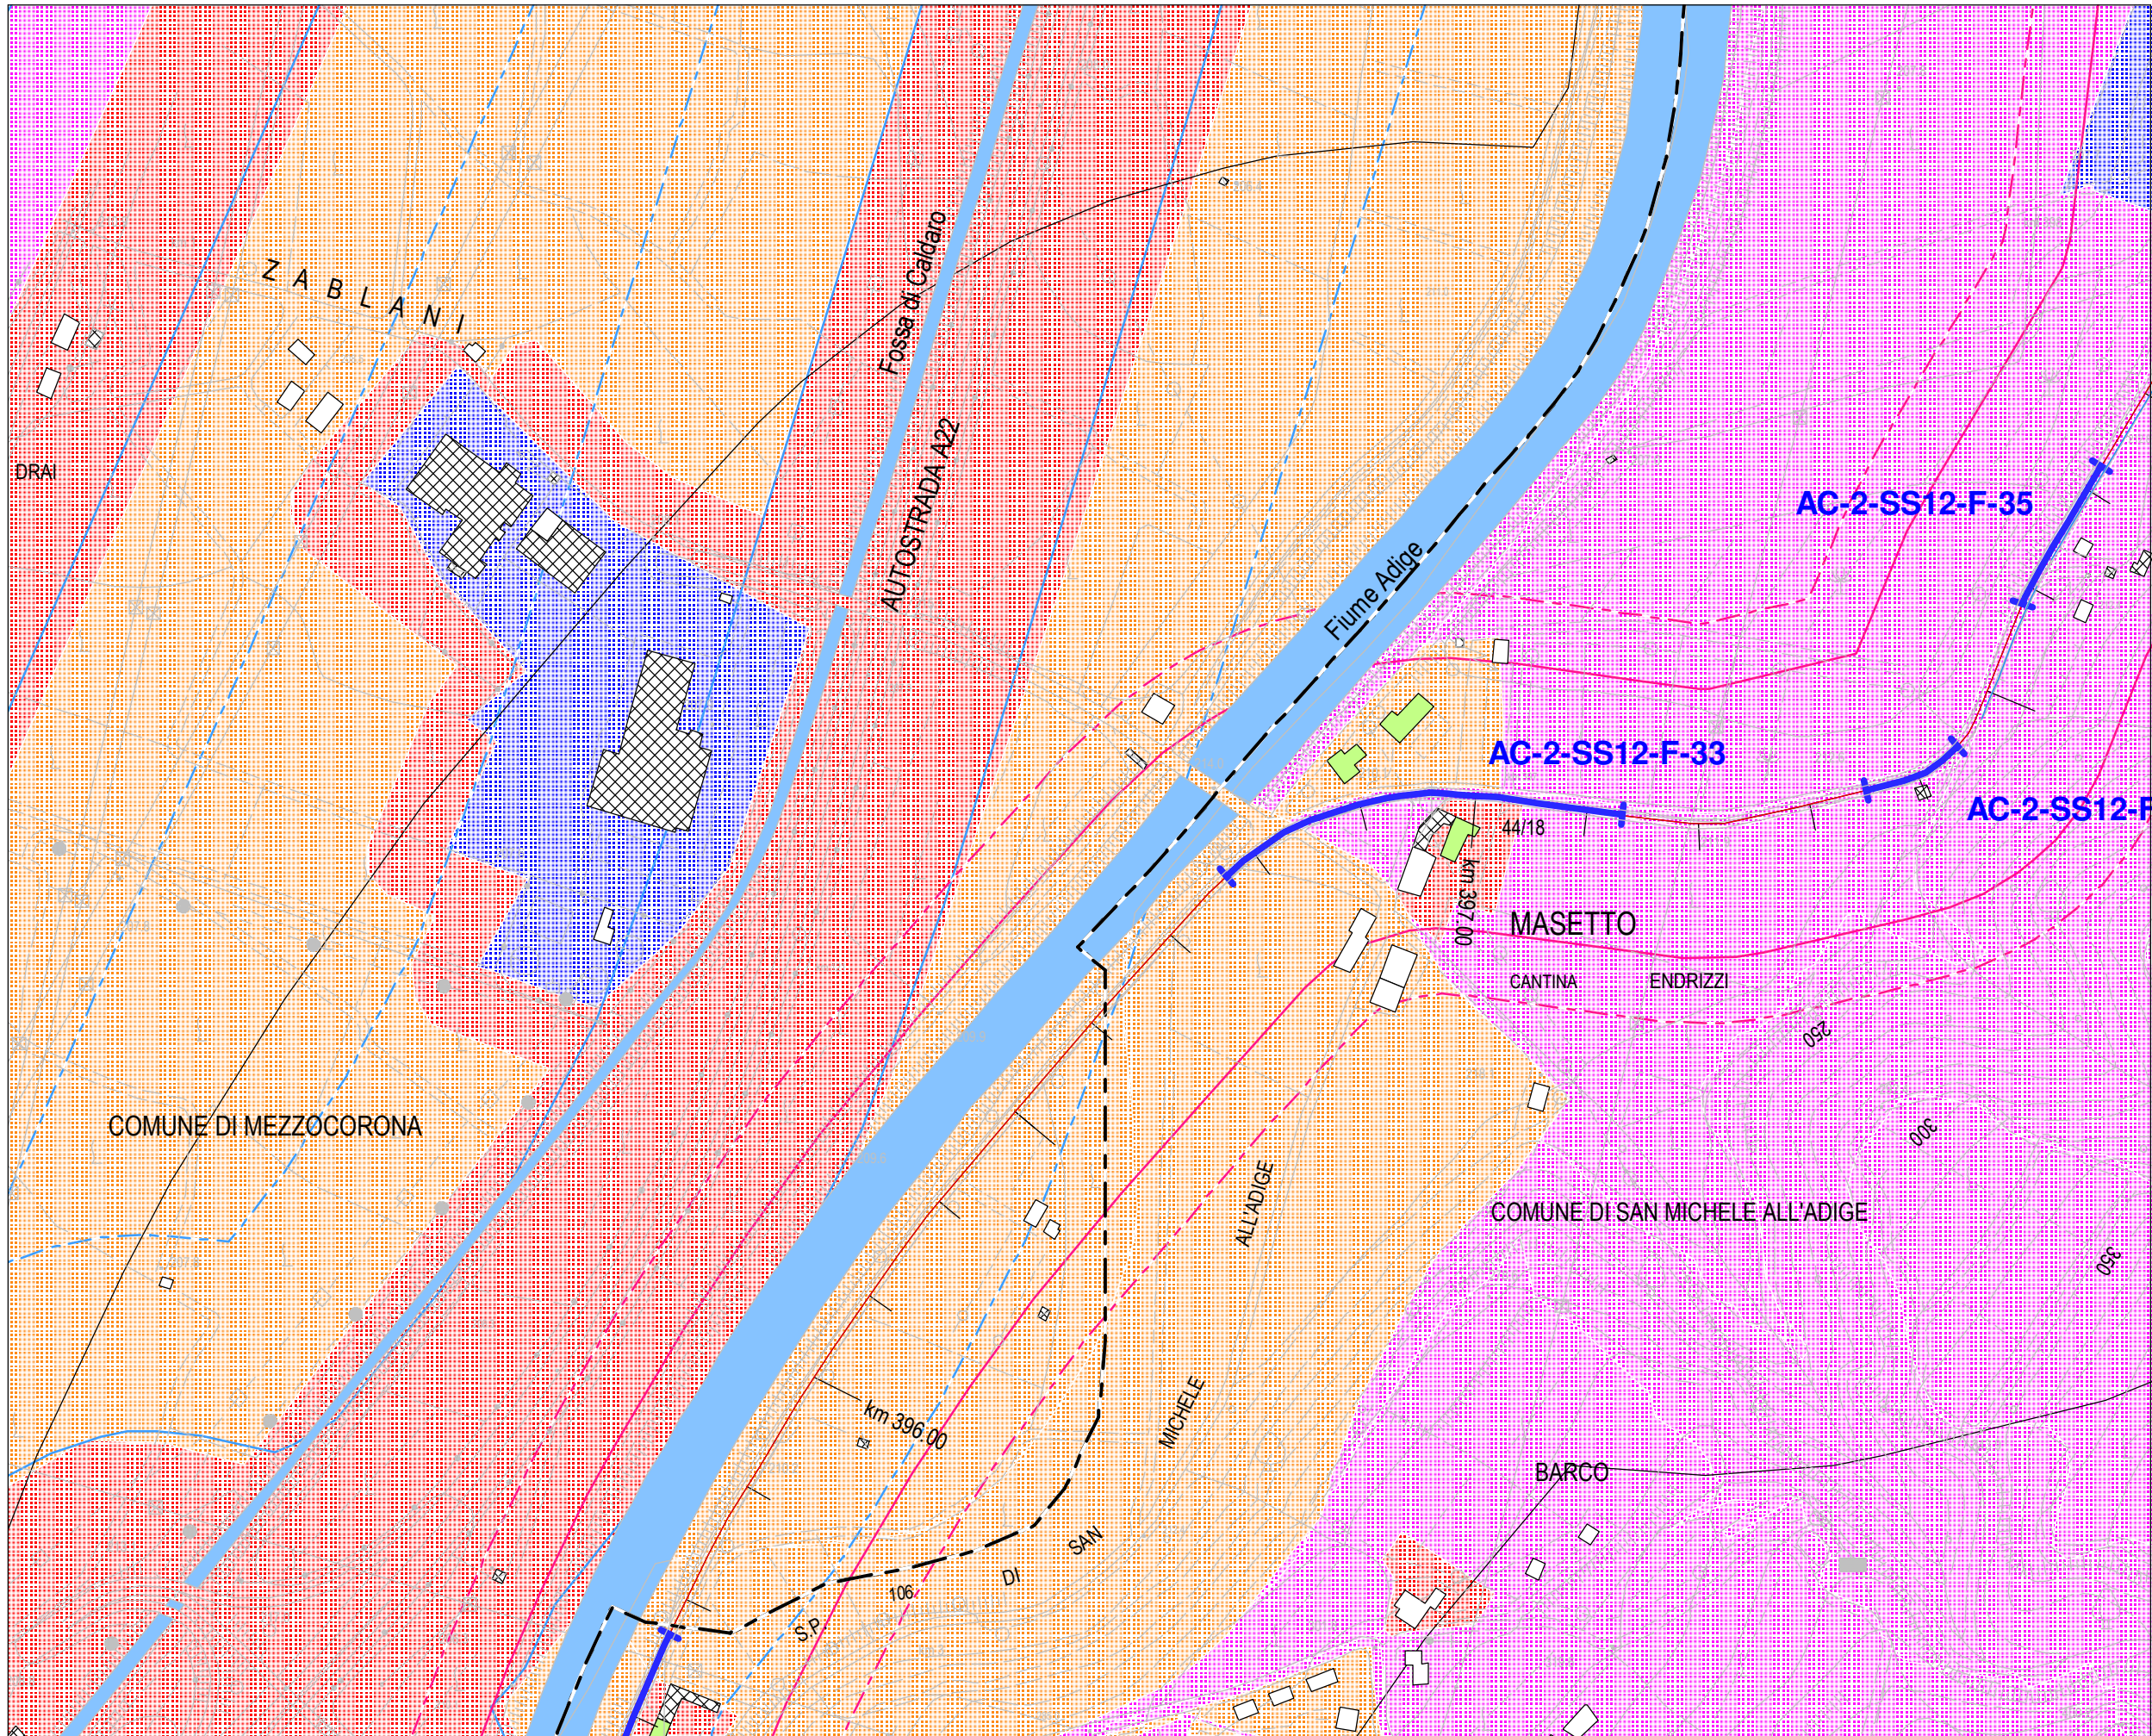 Z A B L A N I
Fossa di Caldaro
DRAI
AUTOSTRADA A22
AC-2-SS12-F-35
Fiume Adige
AC-2-SS12-F-33
AC-2-SS12-F
44/18
km 397.00
MASETTO
CANTINA ENDRIZZI
250
300
350
COMUNE DI MEZZOCORONA
COMUNE DI SAN MICHELE ALL'ADIGE
km 396.00
BARCO
S.P. 106 DI SAN MICHELE ALL'ADIGE